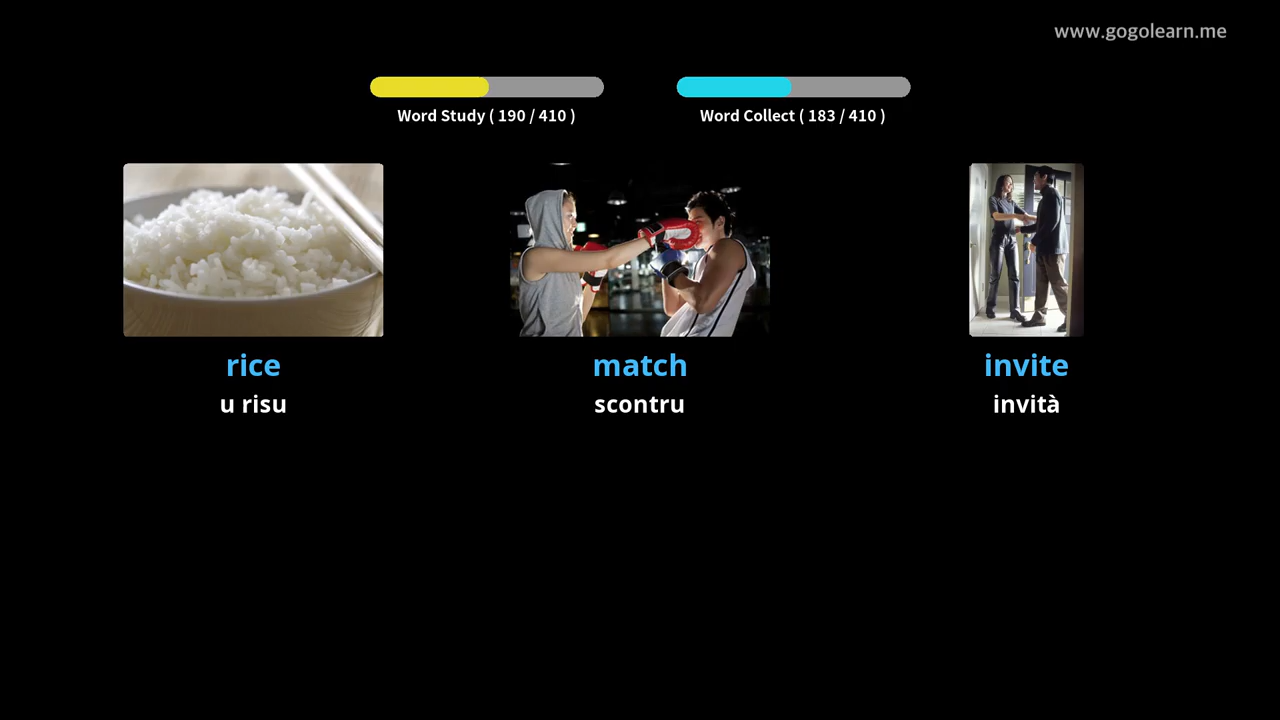 www.gogolearn.me
Word Study ( 190 / 410 )
Word Collect ( 183 / 410 )
rice
match
invite
u risu
scontru
invità